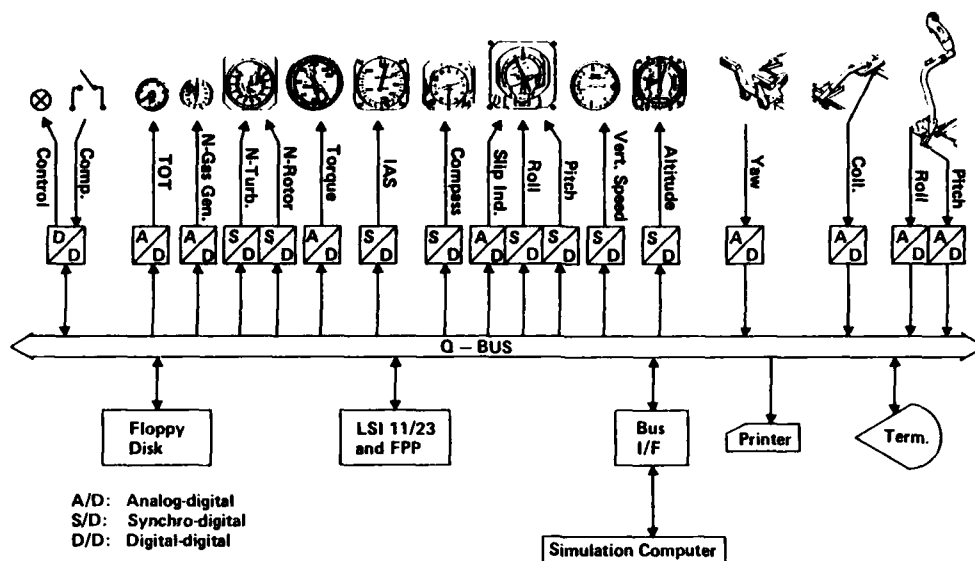 Control
Comp.
TOT
N-Gas Gen.
N-Turb.
N-Rotor
Torque
IAS
Compass
Slip Ind.
Roll
Pitch
Vert. Speed
Altitude
Yaw
Coll.
Roll
Pitch
D/D
A/D
A/D
S/D
S/D
A/D
S/D
S/D
A/D
S/D
S/D
S/D
S/D
A/D
A/D
A/D
A/D
Q – BUS
Floppy
Disk
LSI 11/23
and FPP
Bus
I/F
Printer
Term.
A/D: Analog-digital
S/D: Synchro-digital
D/D: Digital-digital
Simulation Computer